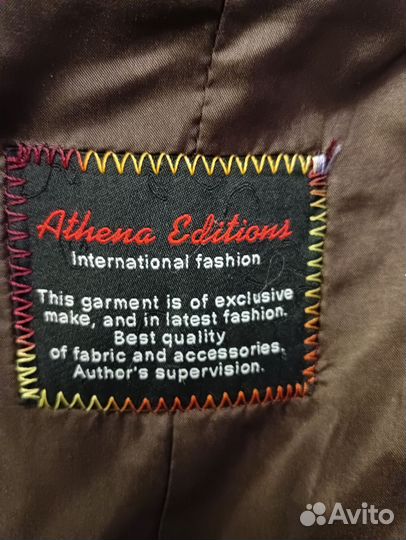 Athena Editions
International fashion
This garment is of exclusive
make, and in latest fashion.
Best quality
of fabric and accessories.
Author's supervision.
Avito